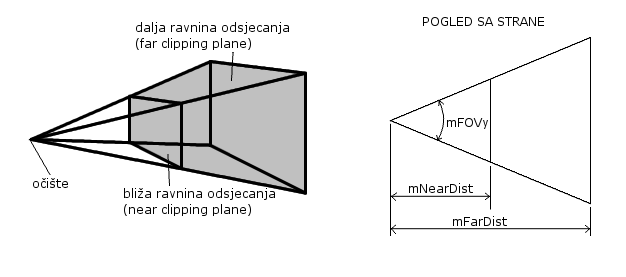 dalja ravnina odsjecanja
(far clipping plane)
očište
bliža ravnina odsjecanja
(near clipping plane)
POGLED SA STRANE
mFOVy
mNearDist
mFarDist